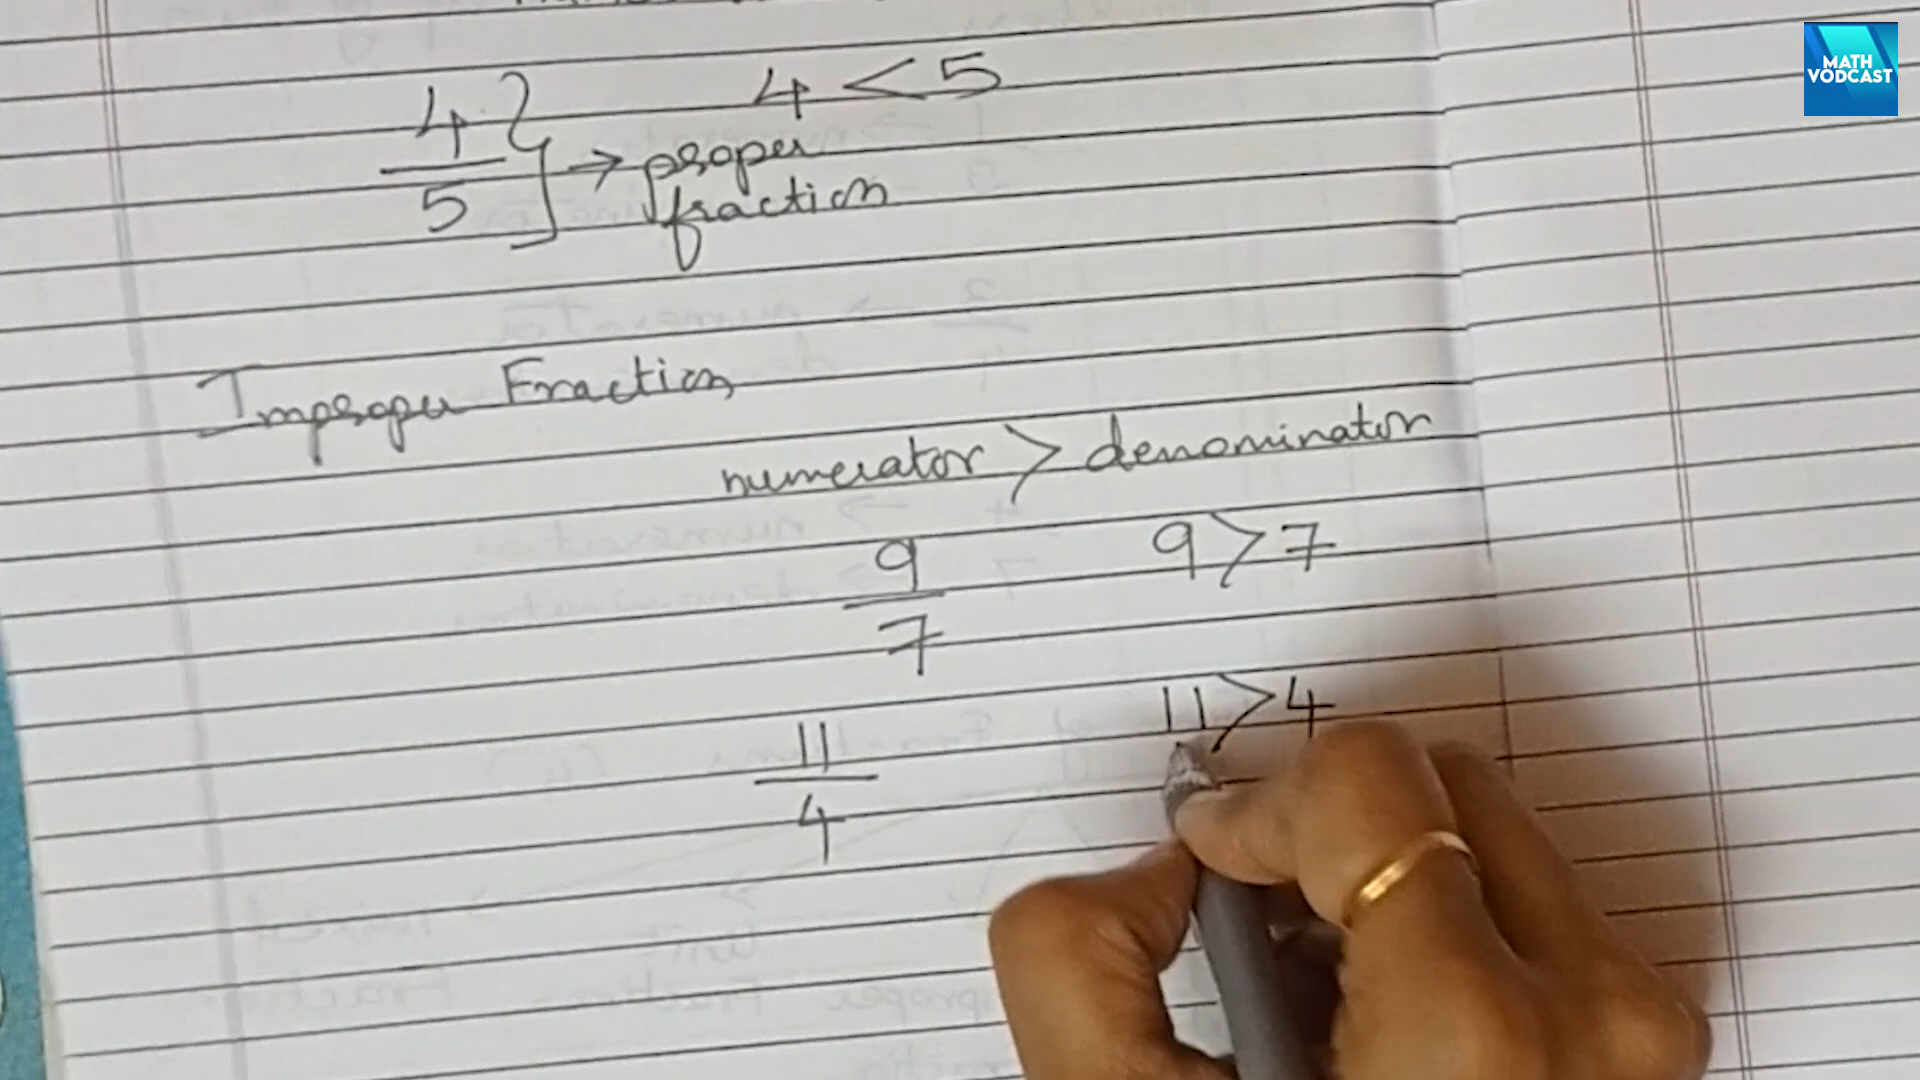 MATH
VODCAST
4 4 < 5
5 → proper
fraction
Improper Fraction
numerator > denominator
9 9 > 7
7
11 11 > 4
4